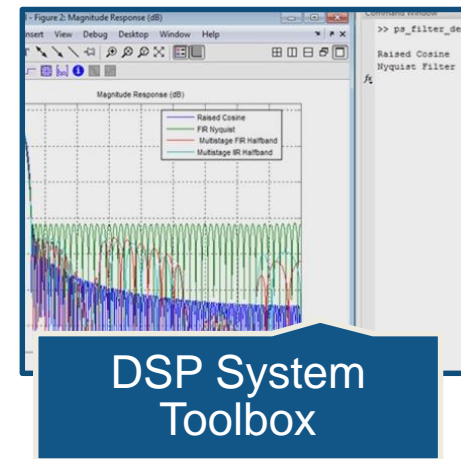 l - Figure 2: Magnitude Response (dB)
nsert View Debug Desktop Window Help
Magnitude Response (dB)
Raised Cosine
FIR Nyquist
Multistage FIR Halfband
Multistage IIR Halfband
Command Window
>> ps_filter_de
Raised Cosine
Nyquist Filter
fx
DSP System
Toolbox